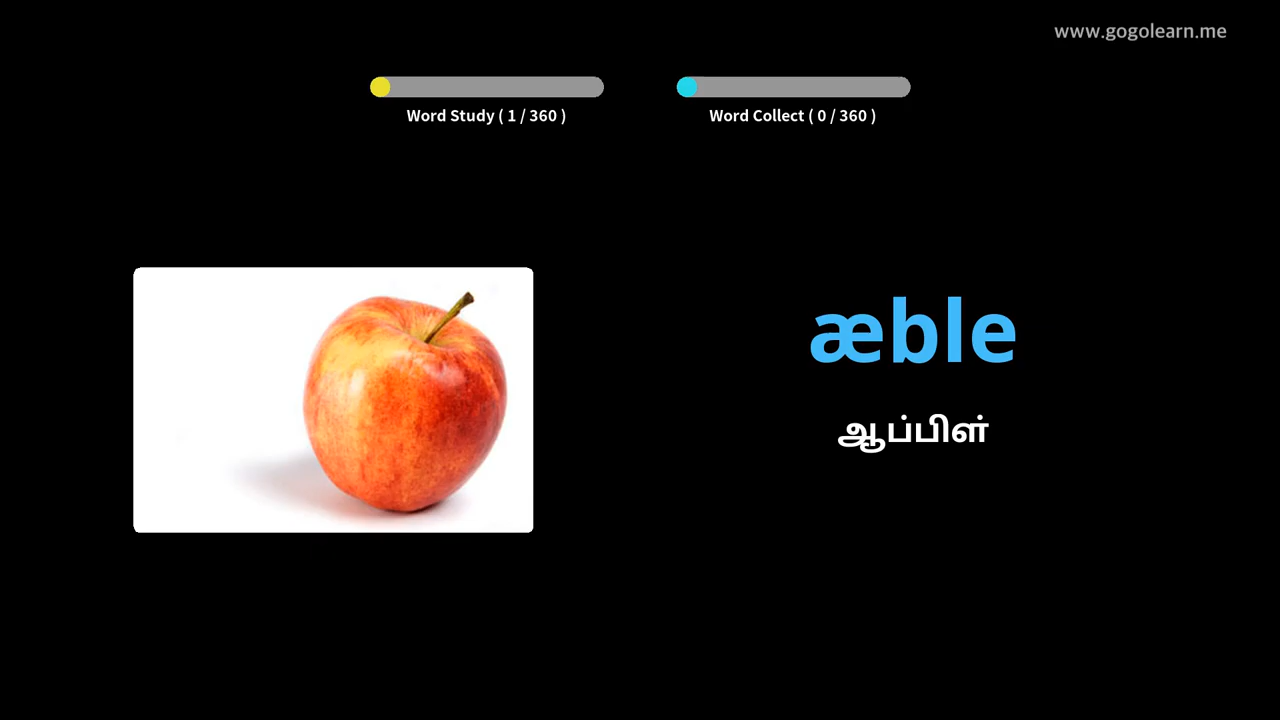 www.gogolearn.me
Word Study ( 1 / 360 )
Word Collect ( 0 / 360 )
æble
ஆப்பிள்